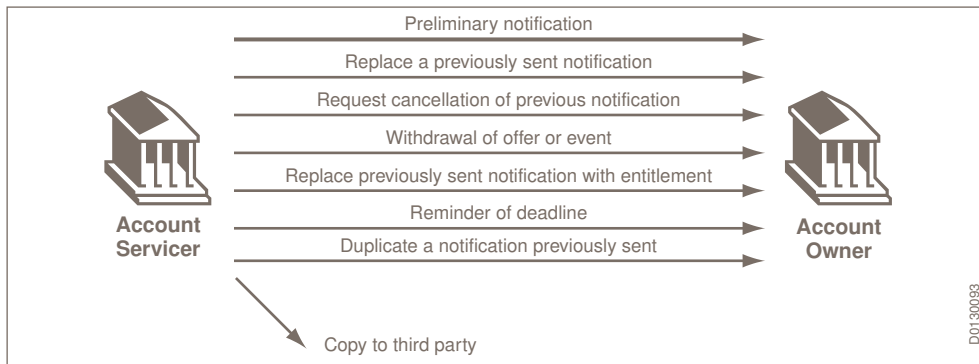 Preliminary notification
Replace a previously sent notification
Request cancellation of previous notification
Withdrawal of offer or event
Replace previously sent notification with entitlement
Reminder of deadline
Duplicate a notification previously sent
Account
Servicer
Account
Owner
Copy to third party
D0130093